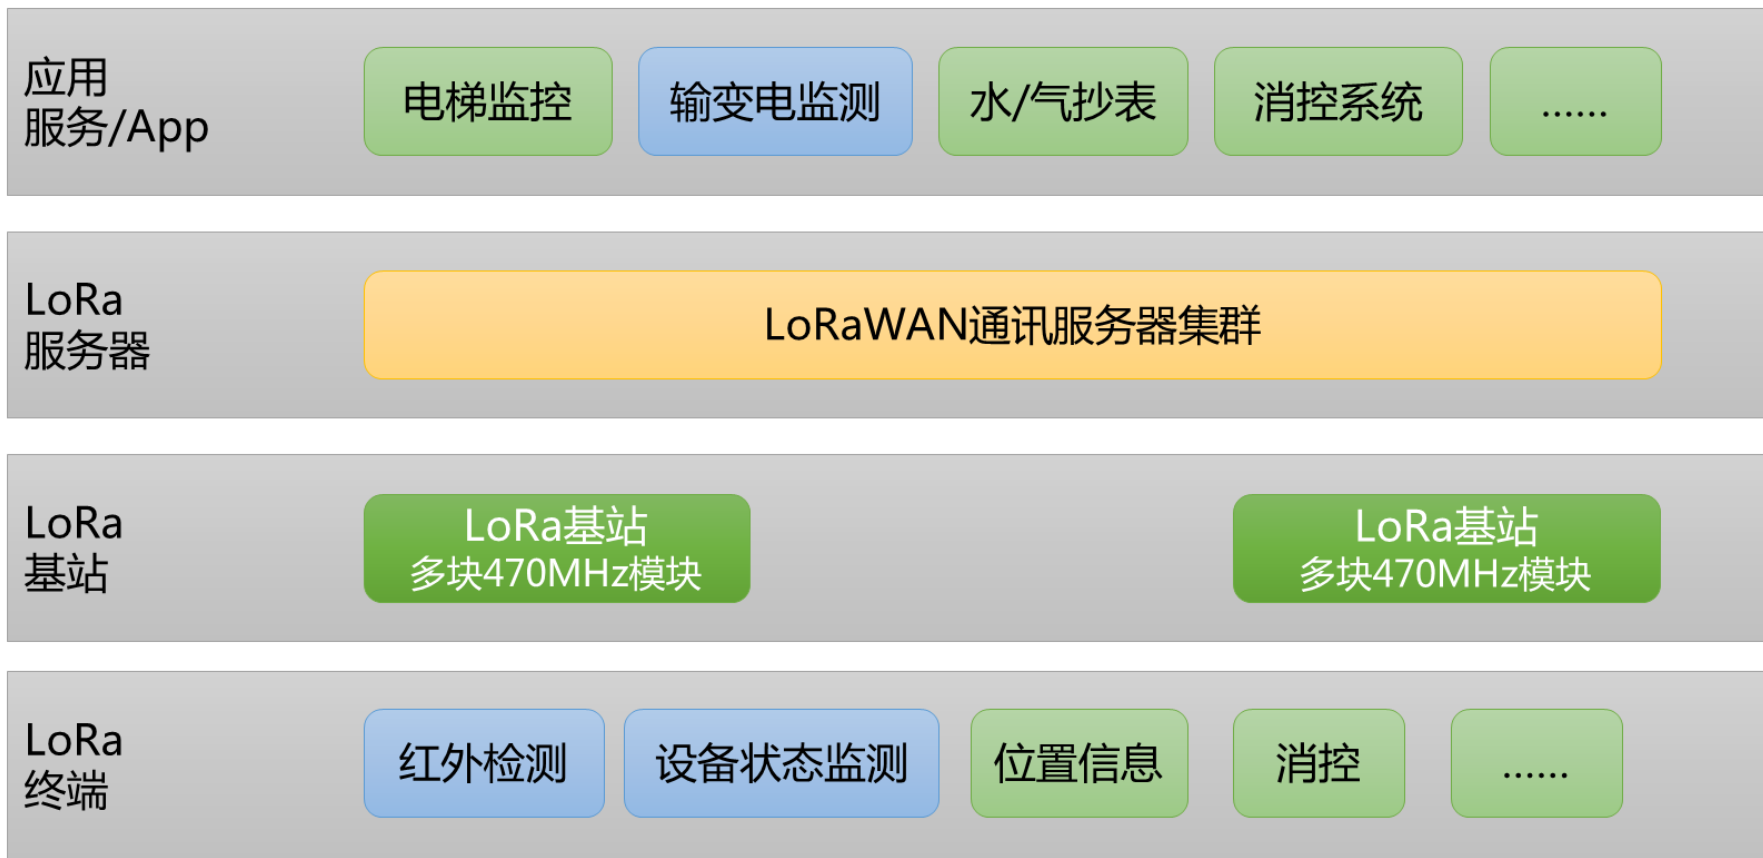 应用
服务/App
电梯监控
输变电监测
水/气抄表
消控系统
......
LoRa
服务器
LoRaWAN通讯服务器集群
LoRa
基站
LoRa基站
多块470MHz模块
LoRa基站
多块470MHz模块
LoRa
终端
红外检测
设备状态监测
位置信息
消控
......